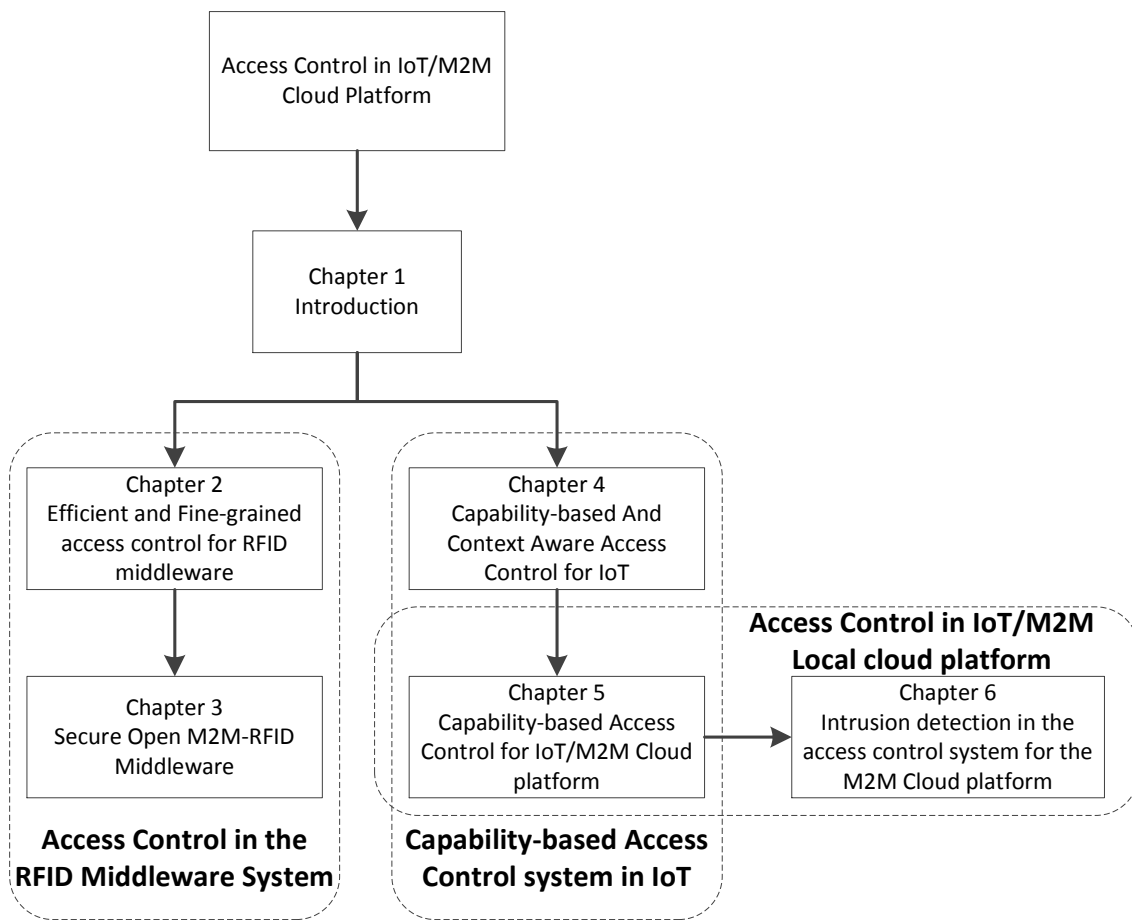 Access Control in IoT/M2M
Cloud Platform
Chapter 1
Introduction
Chapter 2
Efficient and Fine-grained
access control for RFID
middleware
Chapter 4
Capability-based And
Context Aware Access
Control for IoT
Access Control in IoT/M2M
Local cloud platform
Chapter 3
Secure Open M2M-RFID
Middleware
Chapter 5
Capability-based Access
Control for IoT/M2M Cloud
platform
Chapter 6
Intrusion detection in the
access control system for the
M2M Cloud platform
Access Control in the
RFID Middleware System
Capability-based Access
Control system in IoT